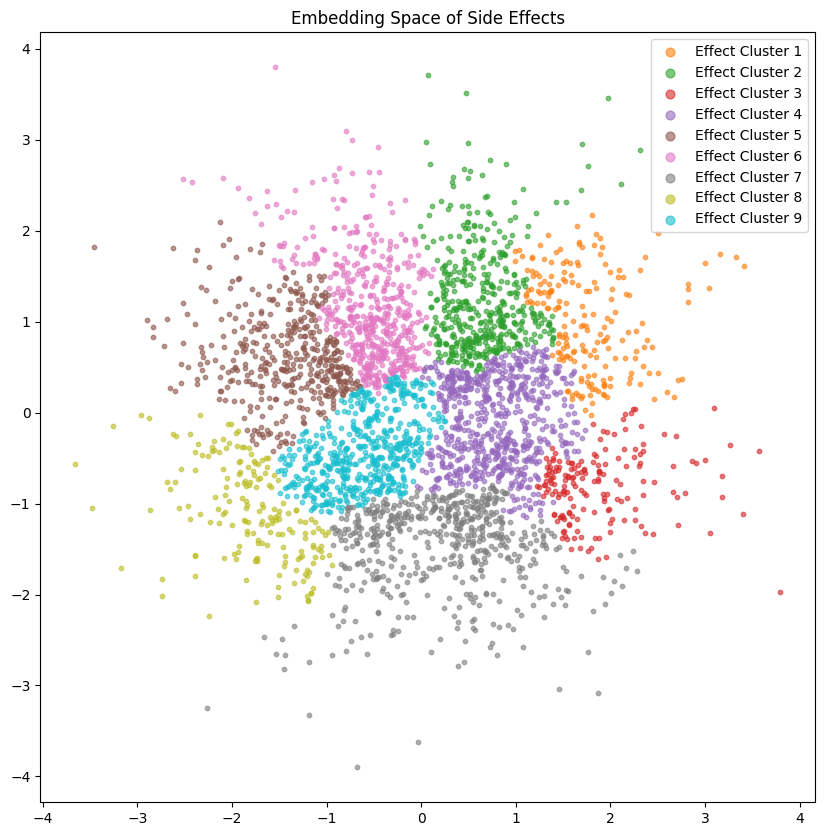 Embedding Space of Side Effects
Effect Cluster 1
Effect Cluster 2
Effect Cluster 3
Effect Cluster 4
Effect Cluster 5
Effect Cluster 6
Effect Cluster 7
Effect Cluster 8
Effect Cluster 9
4
3
2
1
0
−1
−2
−3
−4
−4 −3 −2 −1 0 1 2 3 4